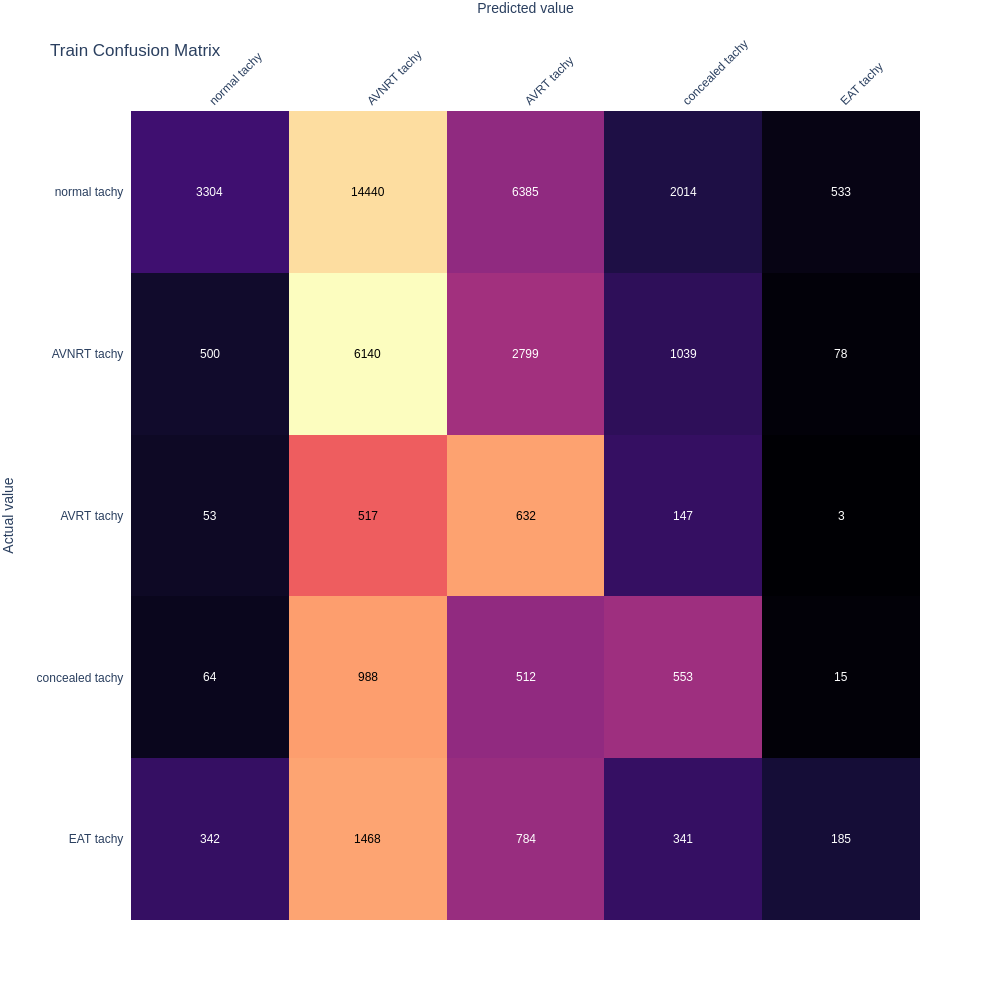 Predicted value
Train Confusion Matrix
normal tachy AVNRT tachy AVRT tachy concealed tachy EAT tachy
normal tachy 3304 14440 6385 2014 533
AVNRT tachy 500 6140 2799 1039 78
AVRT tachy 53 517 632 147 3
concealed tachy 64 988 512 553 15
EAT tachy 342 1468 784 341 185
Actual value